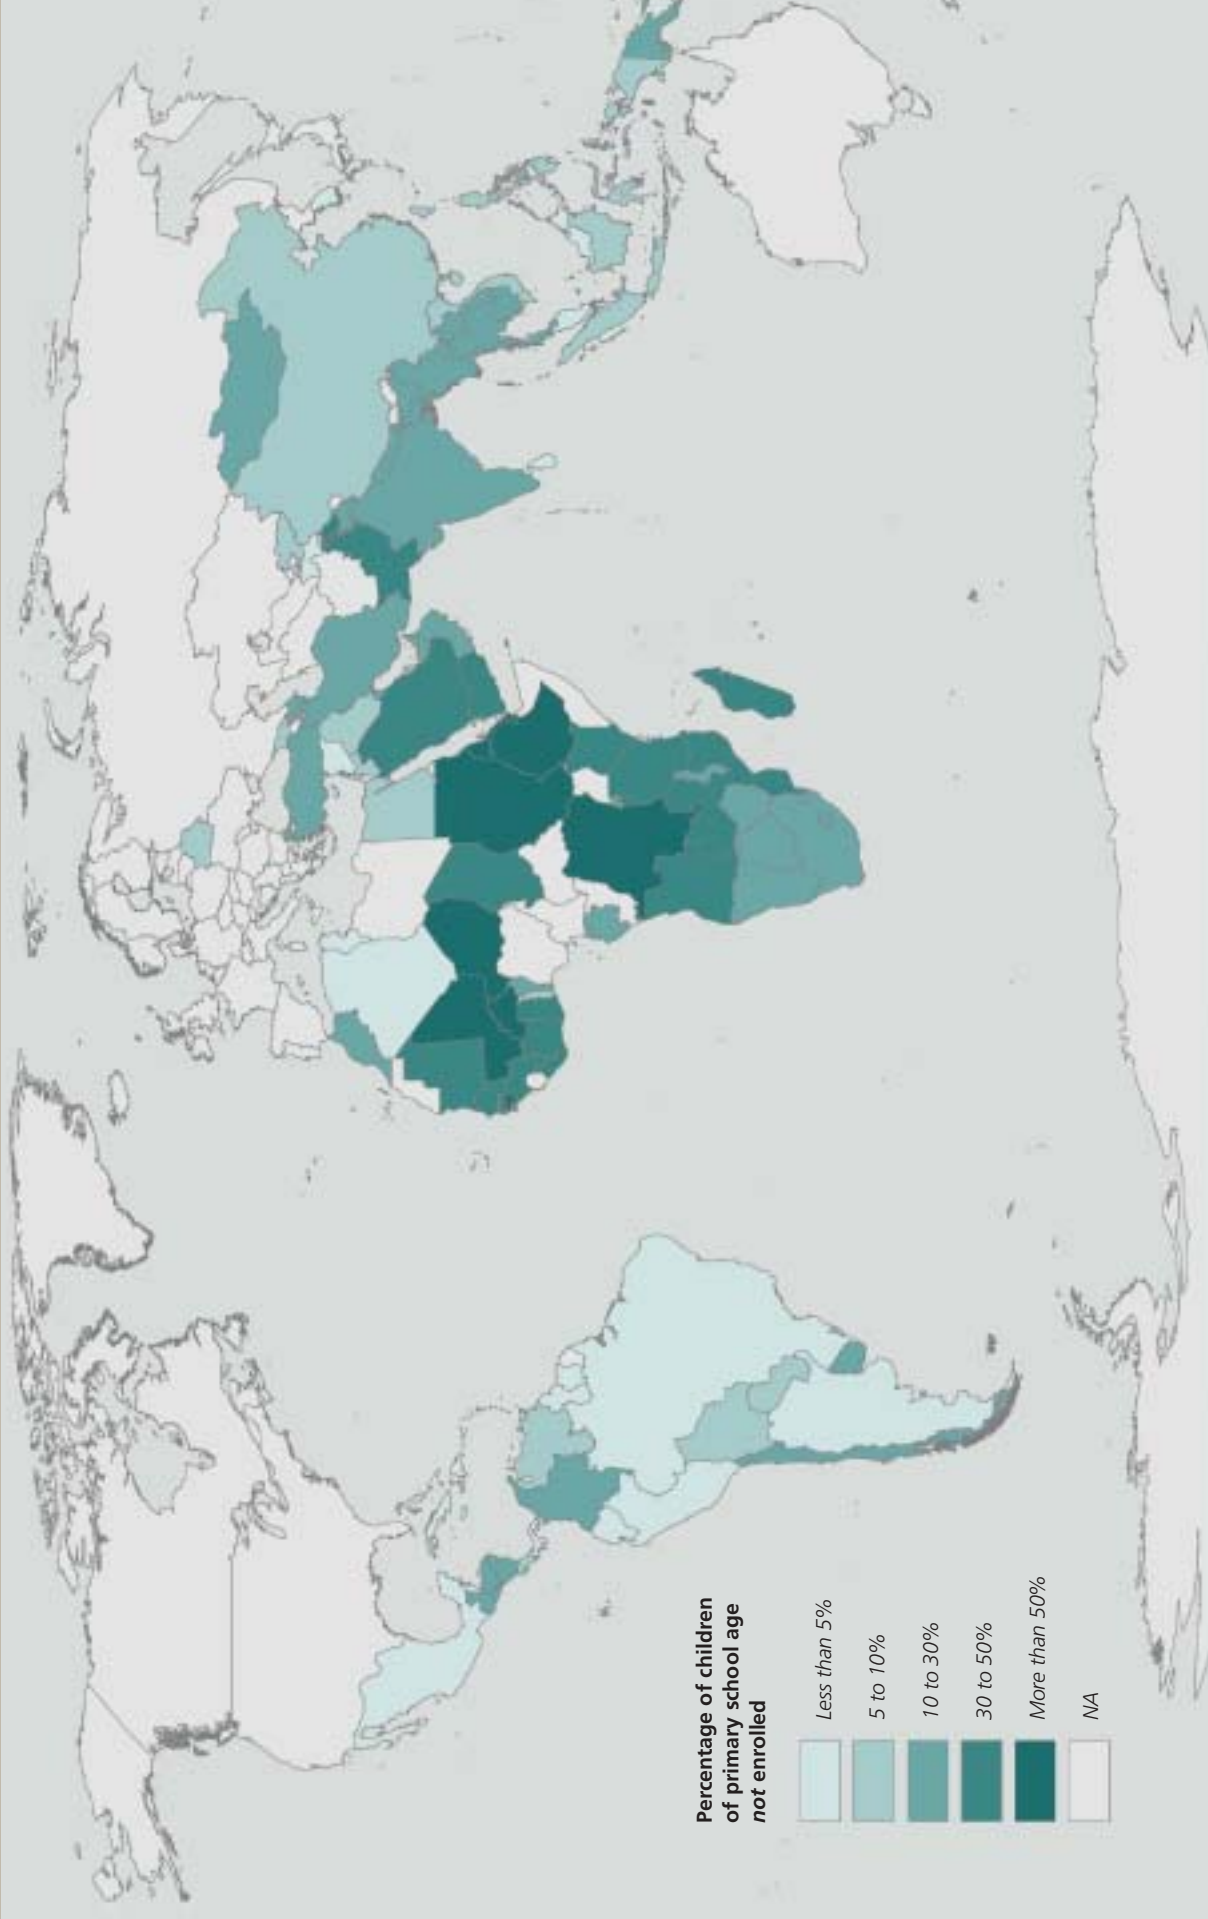 Percentage of children
of primary school age
not enrolled
Less than 5%
5 to 10%
10 to 30%
30 to 50%
More than 50%
NA